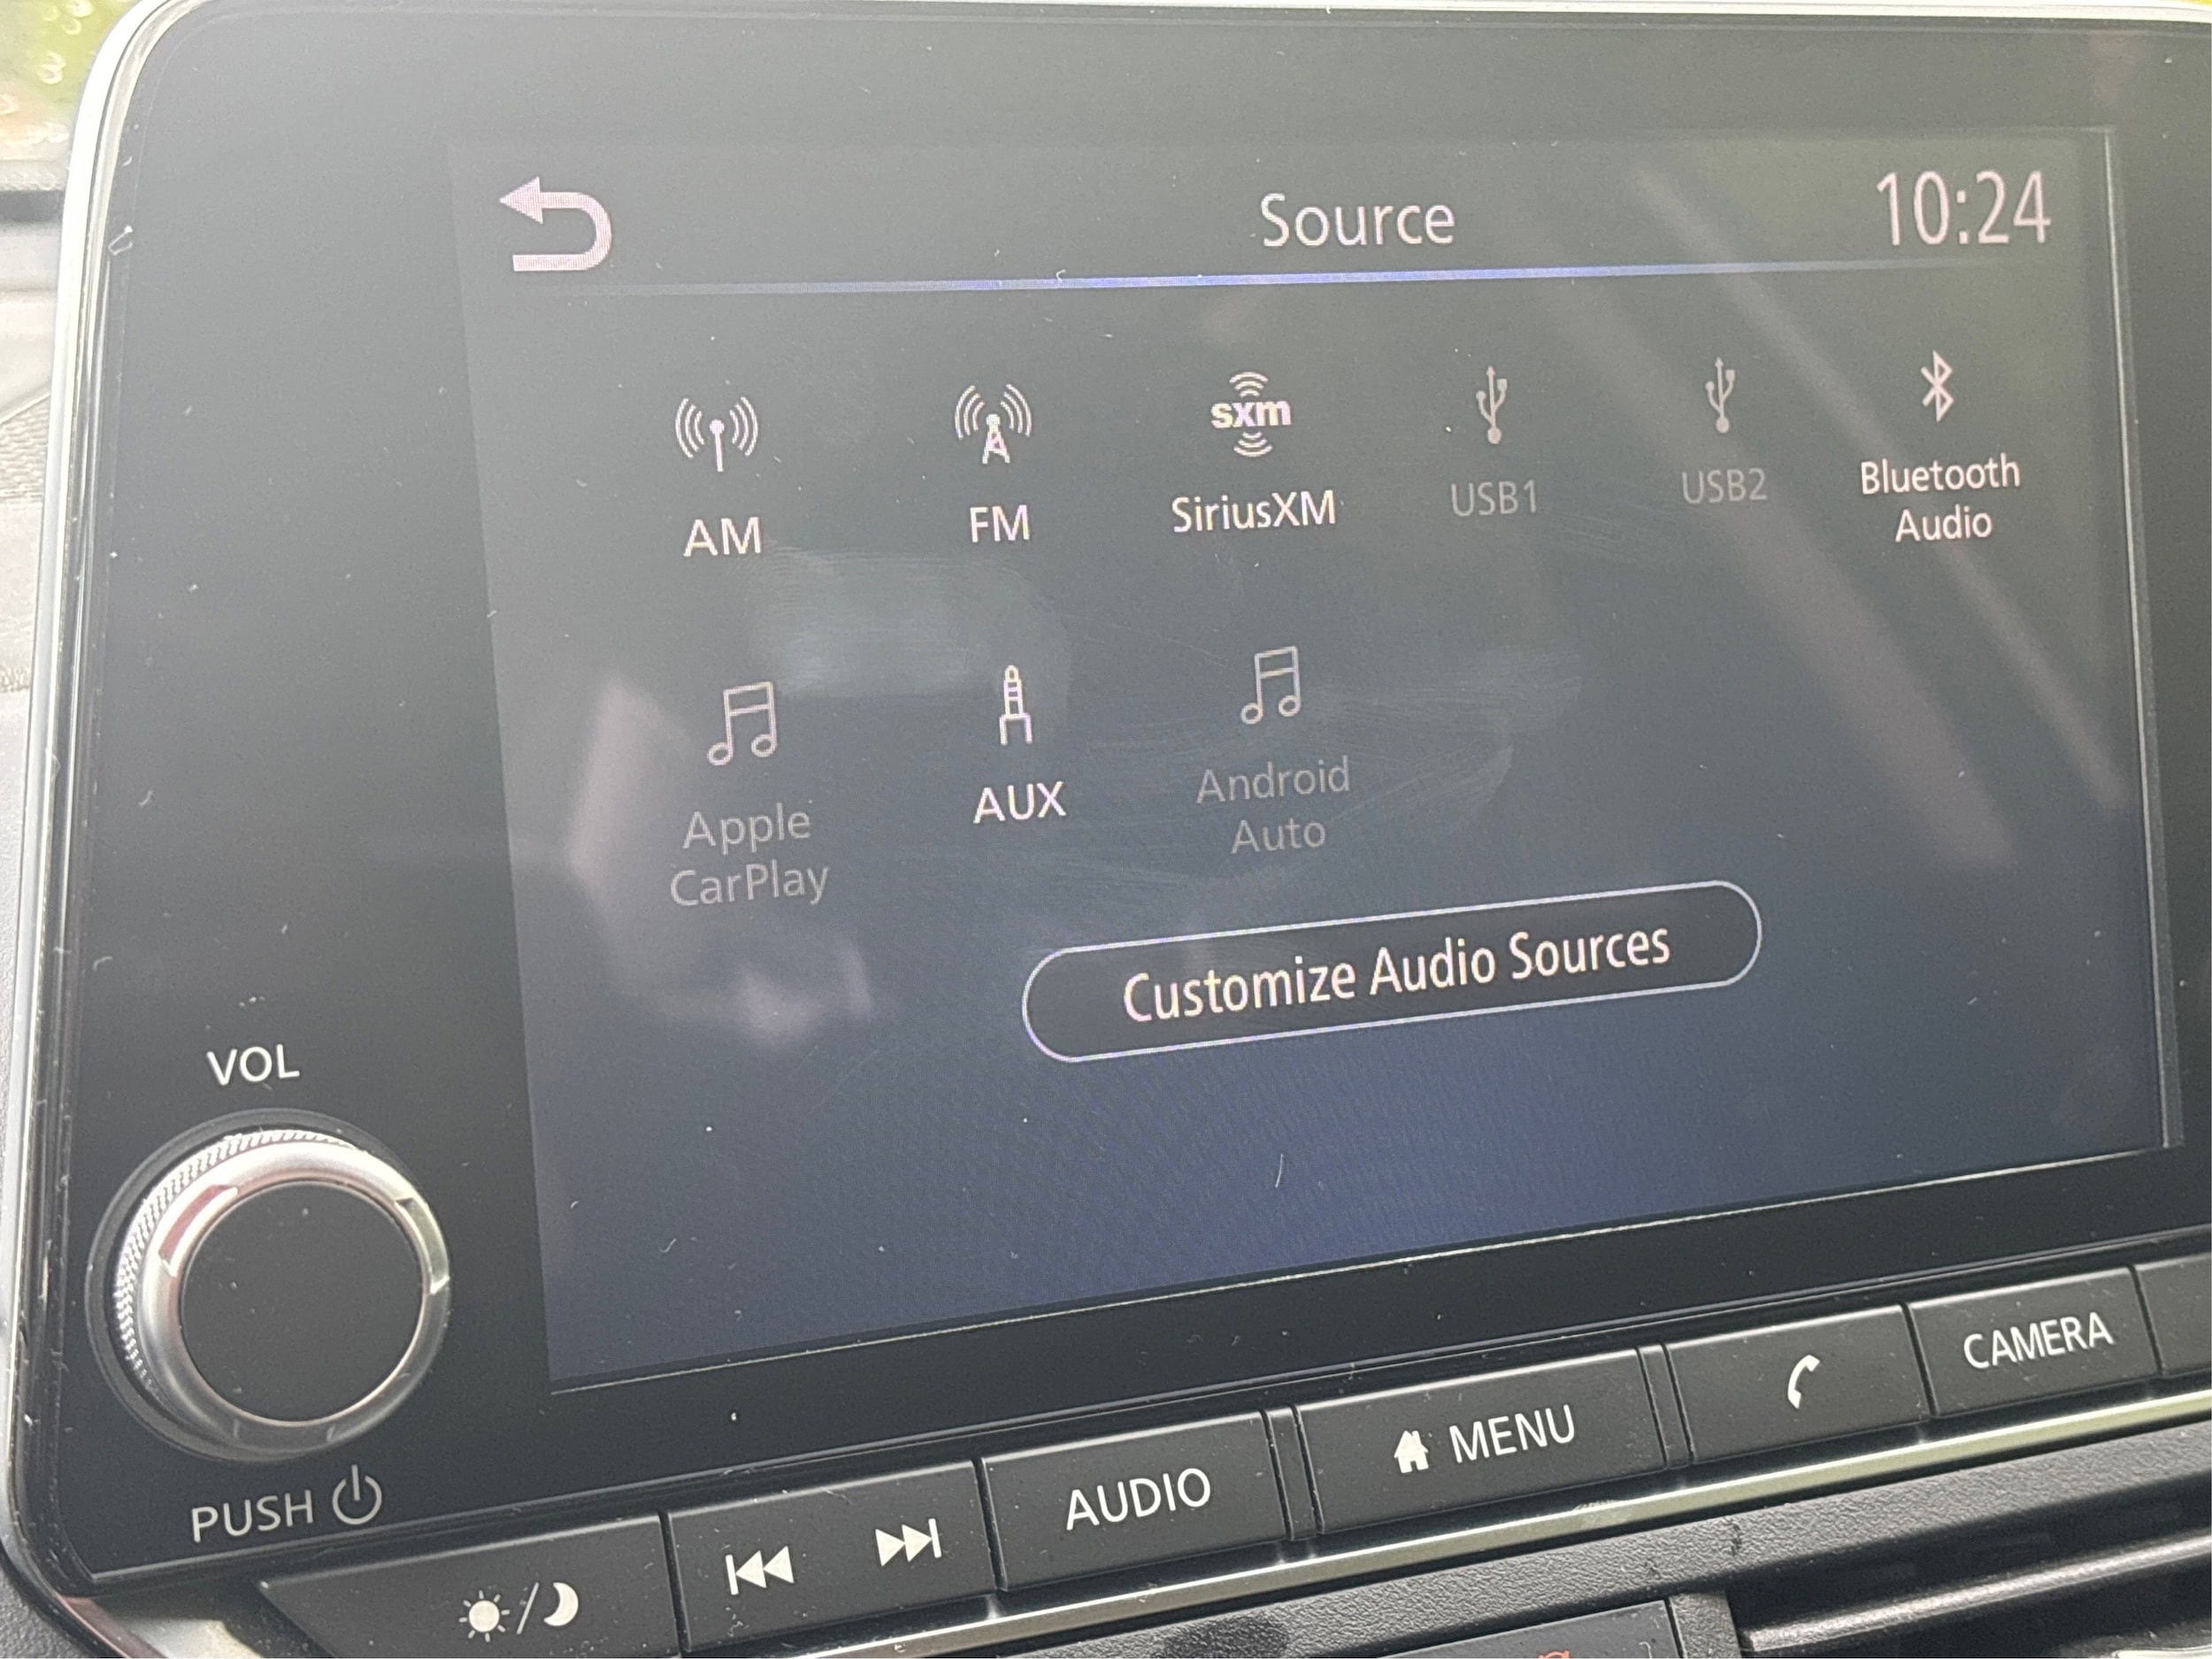 Source
10:24
sxm
AM
FM
SiriusXM
USB1
USB2
Bluetooth
Audio
Apple
CarPlay
AUX
Android
Auto
Customize Audio Sources
VOL
PUSH
AUDIO
MENU
CAMERA